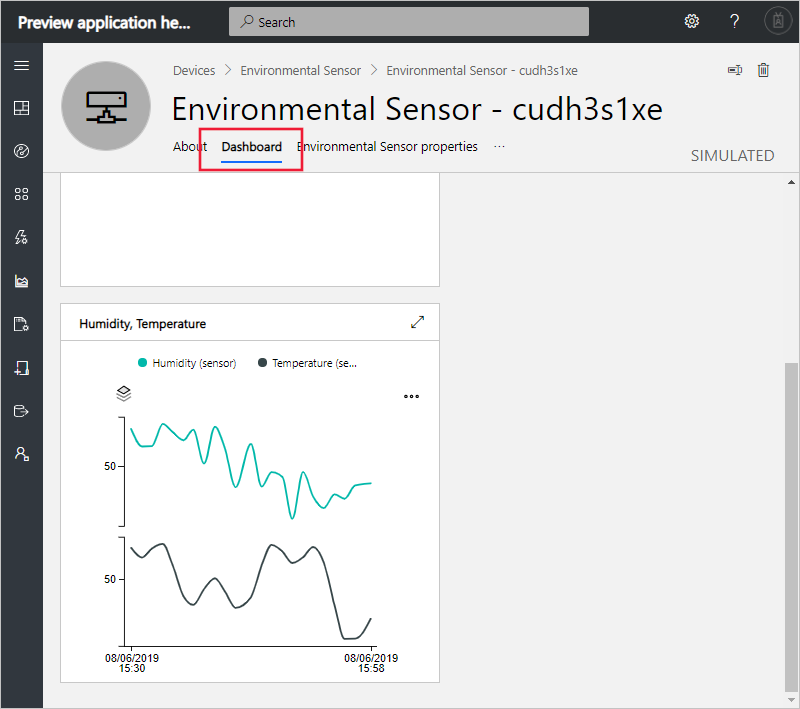 Preview application he...
Search
?
Devices > Environmental Sensor > Environmental Sensor - cudh3s1xe
Environmental Sensor - cudh3s1xe
About Dashboard Environmental Sensor properties ...
SIMULATED
Humidity, Temperature
Humidity (sensor) Temperature (se...
50
50
08/06/2019 08/06/2019
15:30 15:58